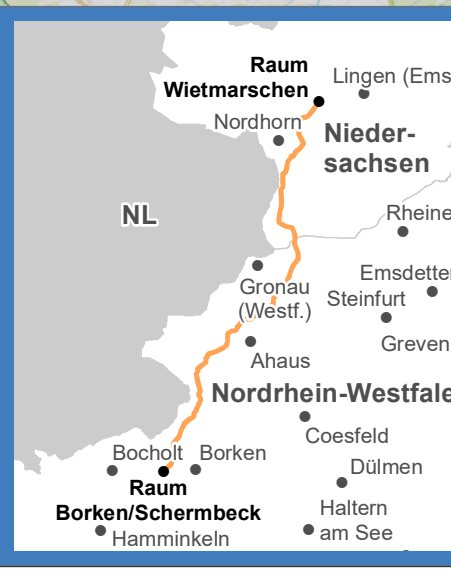 Raum
Wietmarschen
Lingen (Ems
Nordhorn
Nieder-
sachsen
NL
Rheine
Emsdetten
Gronau
(Westf.)
Steinfurt
Greven
Ahaus
Nordrhein-Westfale
Coesfeld
Bocholt
Borken
Dülmen
Raum
Borken/Schermbeck
Haltern
am See
Hamminkeln